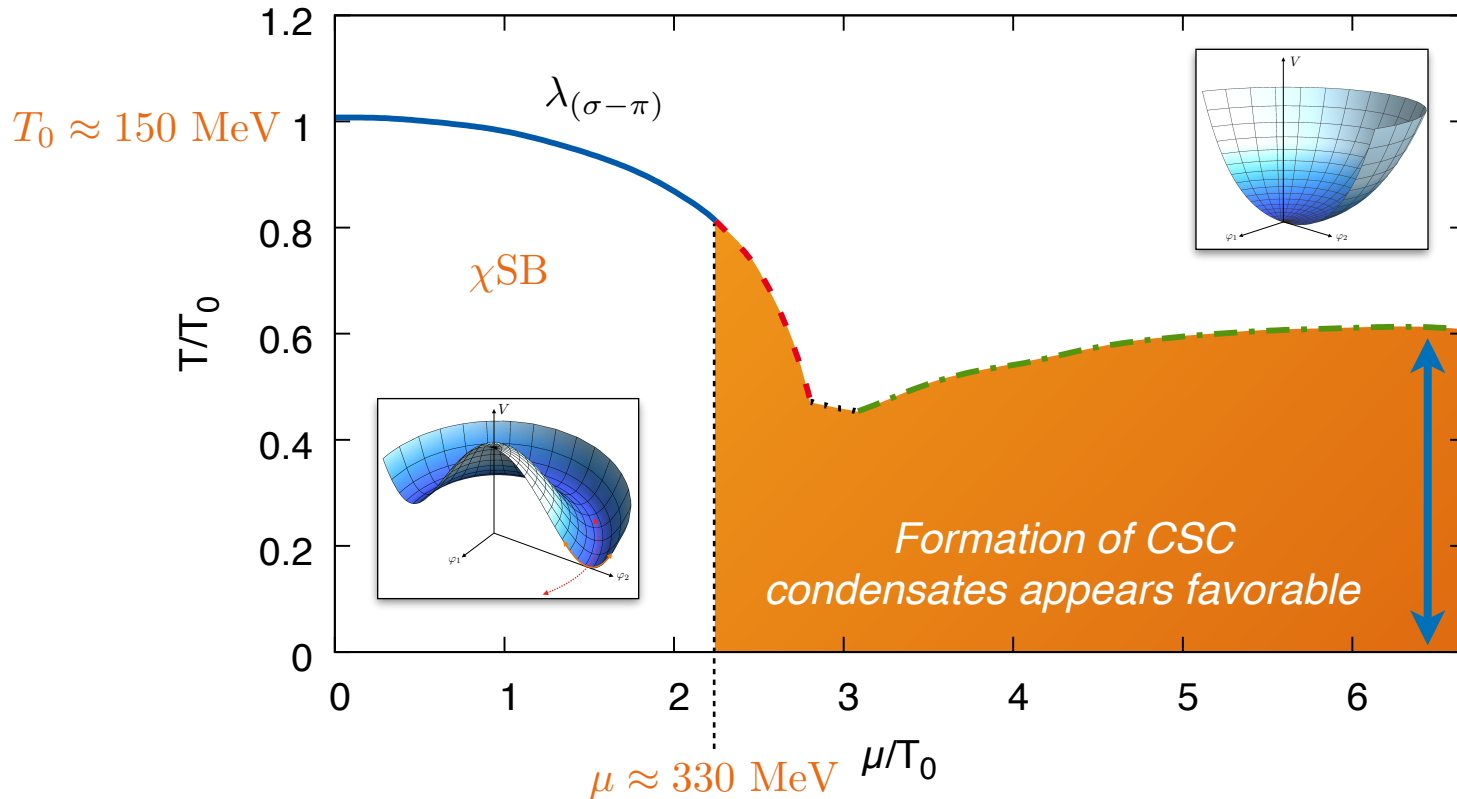 1.2
1
0.8
0.6
0.4
0.2
0
T/T₀
T₀ ≈ 150 MeV
λ(σ−π)
χSB
V
φ₁
φ₂
V
φ₁
φ₂
Formation of CSC
condensates appears favorable
0 1 2 3 4 5 6
μ/T₀
μ ≈ 330 MeV